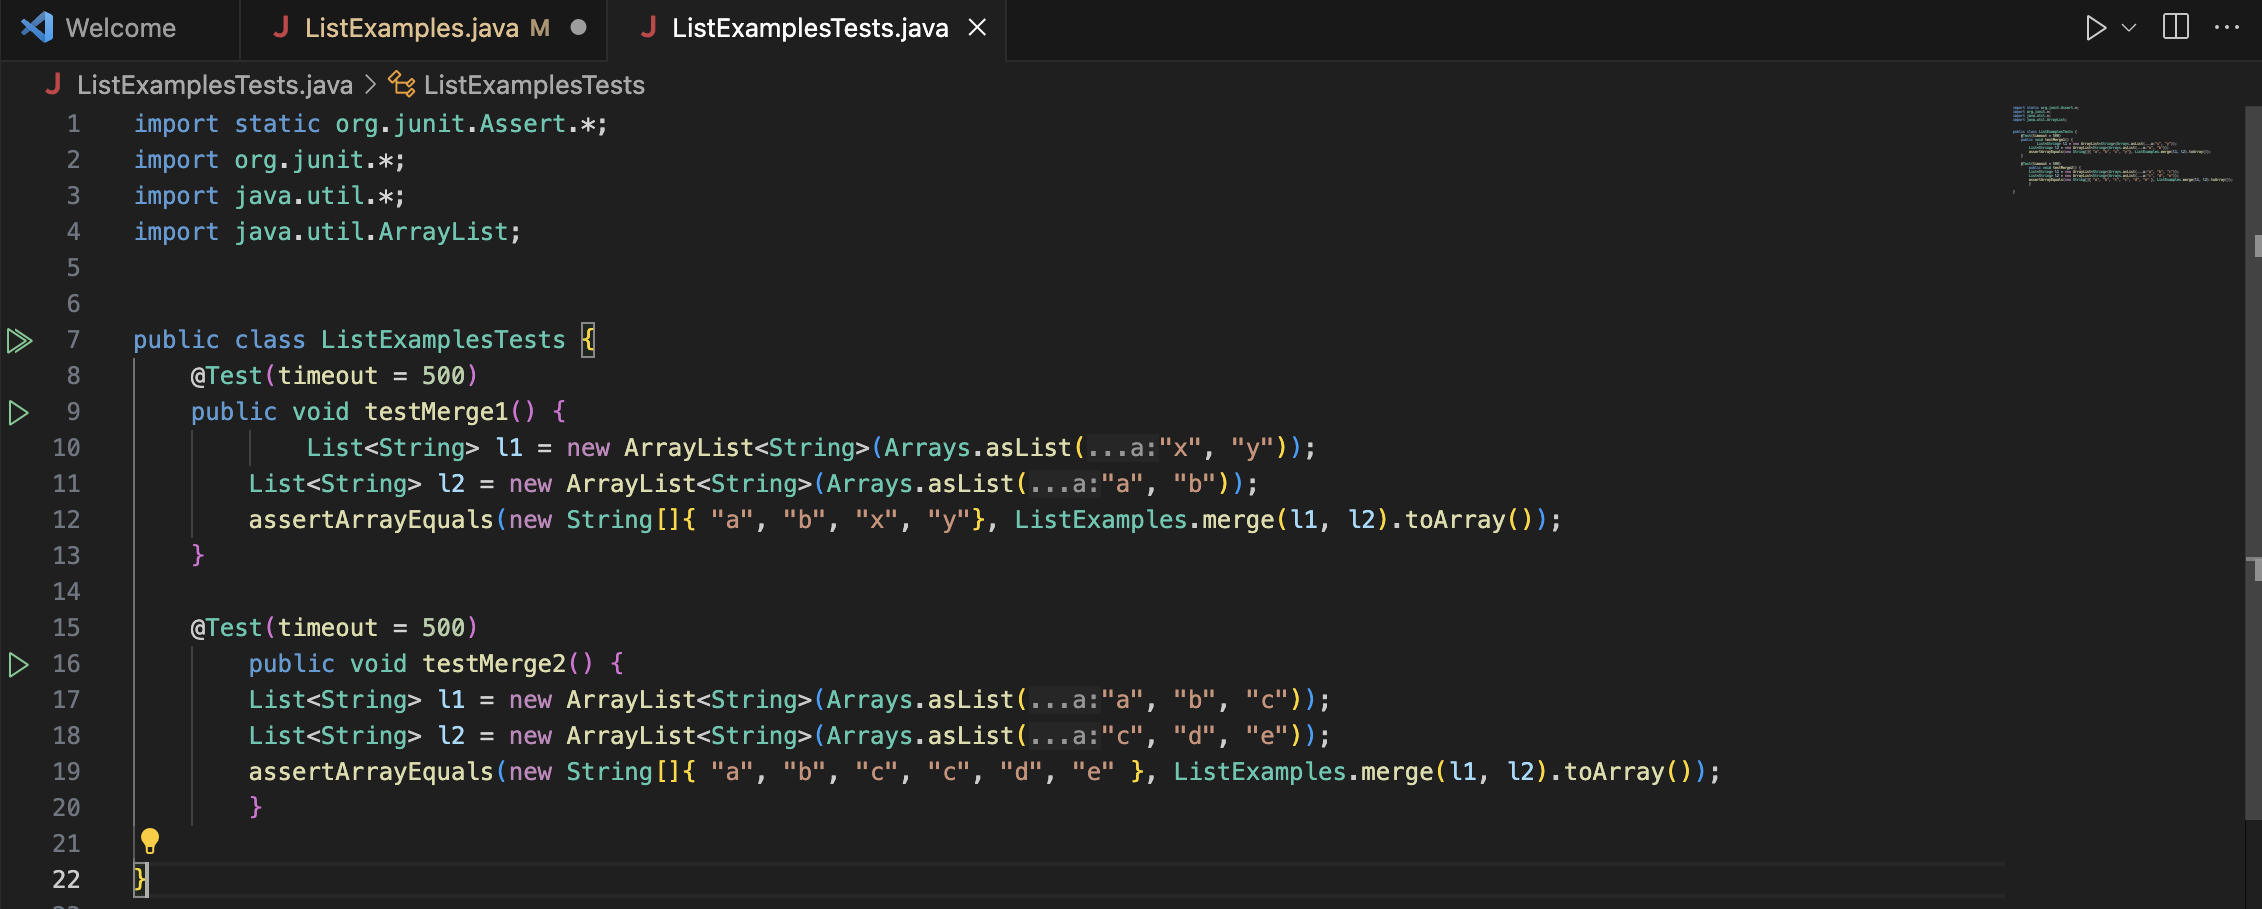 Welcome
J ListExamples.java M
J ListExamplesTests.java
J ListExamplesTests.java > ListExamplesTests
1 import static org.junit.Assert.*;
2 import org.junit.*;
3 import java.util.*;
4 import java.util.ArrayList;
5
6
7 public class ListExamplesTests {
8 @Test(timeout = 500)
9 public void testMerge1() {
10 List<String> l1 = new ArrayList<String>(Arrays.asList(...a:"x", "y"));
11 List<String> l2 = new ArrayList<String>(Arrays.asList(...a:"a", "b"));
12 assertArrayEquals(new String[]{ "a", "b", "x", "y"}, ListExamples.merge(l1, l2).toArray());
13 }
14
15 @Test(timeout = 500)
16 public void testMerge2() {
17 List<String> l1 = new ArrayList<String>(Arrays.asList(...a:"a", "b", "c"));
18 List<String> l2 = new ArrayList<String>(Arrays.asList(...a:"c", "d", "e"));
19 assertArrayEquals(new String[]{ "a", "b", "c", "c", "d", "e" }, ListExamples.merge(l1, l2).toArray());
20 }
21
22 }